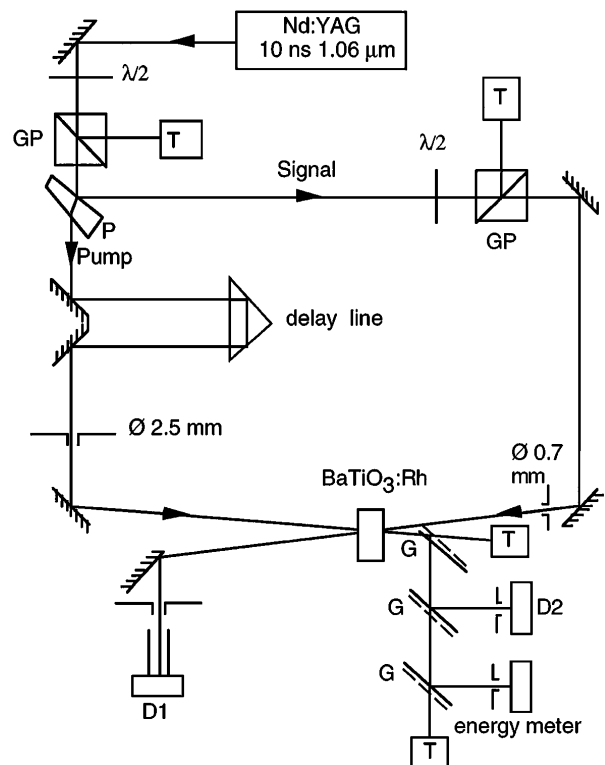 Nd:YAG
10 ns 1.06 µm
λ/2
GP
T
T
λ/2
Signal
GP
P
Pump
delay line
Ø 2.5 mm
Ø 0.7
mm
BaTiO₃:Rh
G
T
G
D2
G
D1
energy meter
T